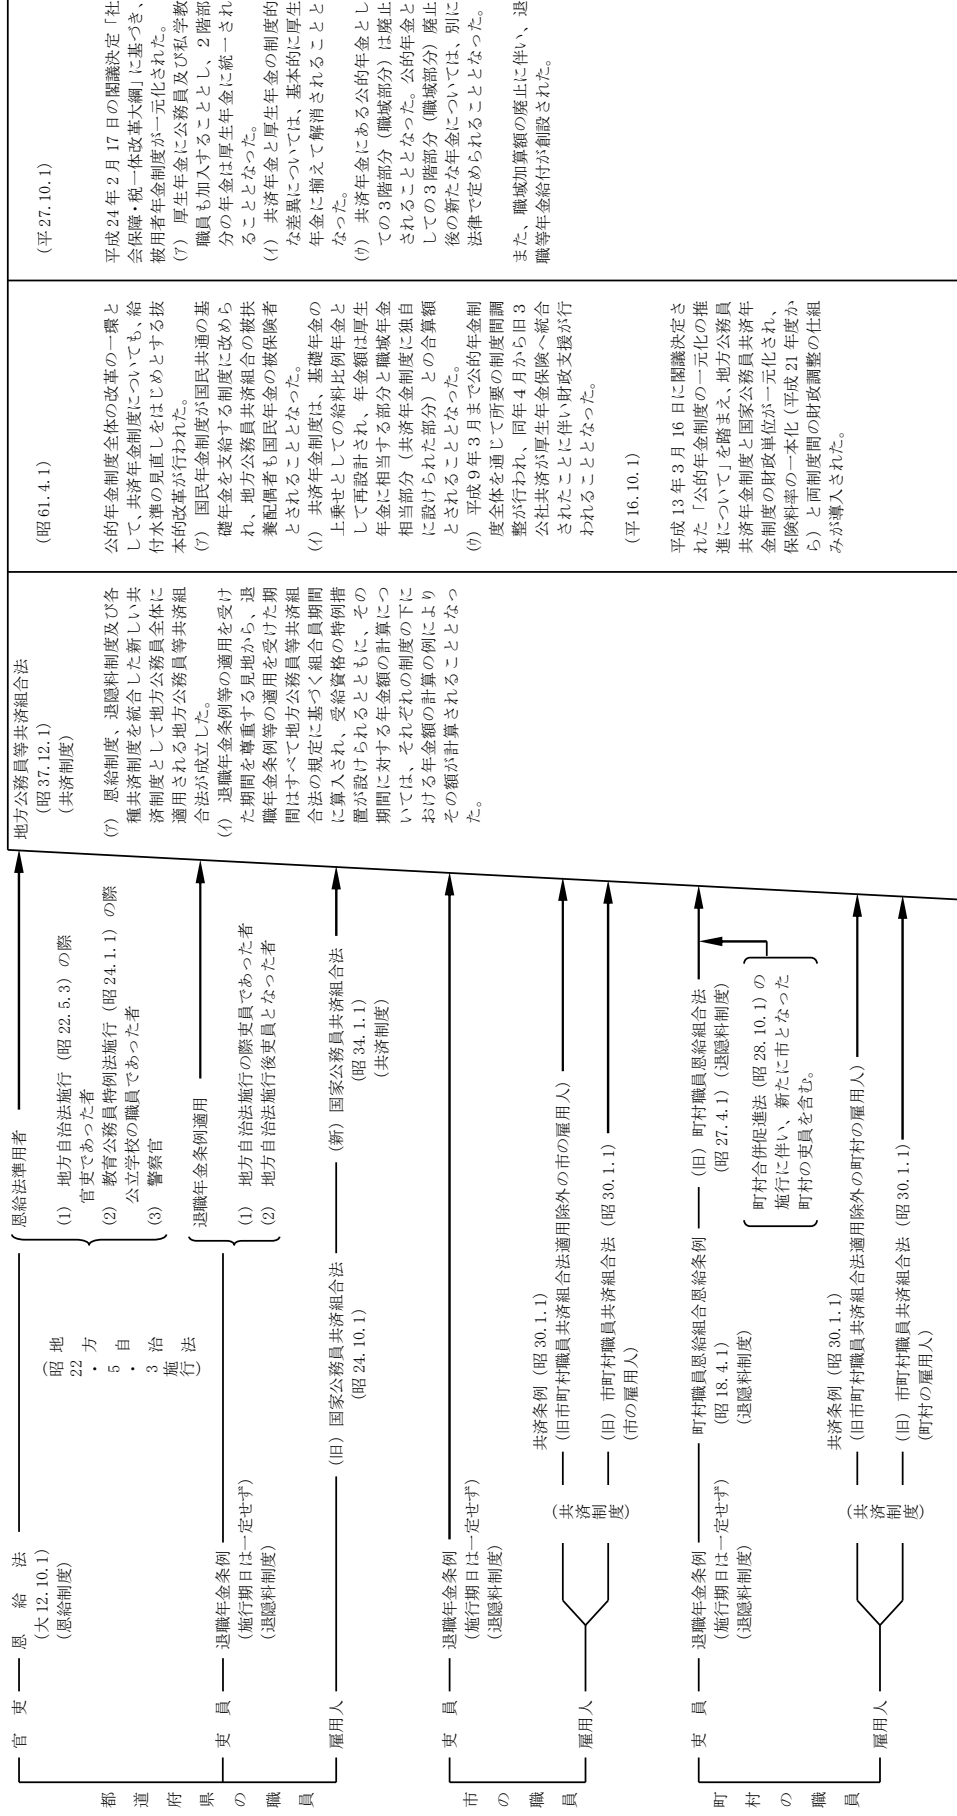 都道府県の職員
官吏
恩給法
(大 12.10.1)
(恩給制度)
(昭22・5・3)
地方自治法施行
恩給法準用者
(1) 地方自治法施行（昭 22.5.3）の際
官吏であった者
(2) 教育公務員特例法施行（昭 24.1.1）の際
公立学校の職員であった者
(3) 警察官
吏員
退職年金条例
(施行期日は一定せず)
(退隠料制度)
退職年金条例適用
(1) 地方自治法施行の際吏員であった者
(2) 地方自治法施行後吏員となった者
雇用人
(旧) 国家公務員共済組合法
(昭 24.10.1)
(新) 国家公務員共済組合法
(昭 34.1.1)
(共済制度)
市の職員
吏員
退職年金条例
(施行期日は一定せず)
(退隠料制度)
雇用人
(共済制度)
共済条例（昭 30.1.1）
(旧市町村職員共済組合法適用除外の市の雇用人)
(旧) 市町村職員共済組合法（昭 30.1.1）
(市の雇用人)
町村の職員
吏員
退職年金条例
(施行期日は一定せず)
(退隠料制度)
町村職員恩給組合恩給条例
(昭 18.4.1)
(退隠料制度)
(旧) 町村職員恩給組合法
(昭 27.4.1)（退隠料制度）
町村合併促進法（昭 28.10.1）の
施行に伴い、新たに市となった
町村の吏員を含む。
雇用人
(共済制度)
共済条例（昭 30.1.1）
(旧市町村職員共済組合法適用除外の町村の雇用人)
(旧) 市町村職員共済組合法（昭 30.1.1）
(町村の雇用人)
地方公務員等共済組合法
(昭 37.12.1)
(共済制度)
(ｱ) 恩給制度、退隠料制度及び各
種共済制度を統合した新しい共
済制度として地方公務員全体に
適用される地方公務員等共済組
合法が成立した。
(ｲ) 退職年金条例等の適用を受け
た期間を尊重する見地から、退
職年金条例等の適用を受けた期
間はすべて地方公務員等共済組
合法の規定に基づく組合員期間
に算入され、受給資格の特例措
置が設けられるとともに、その
期間に対する年金額の計算につ
いては、それぞれの制度の下に
おける年金額の計算の例により
その額が計算されることとなっ
た。
(昭 61.4.1)
公的年金制度全体の改革の一環と
して、共済年金制度についても、給
付水準の見直しをはじめとする抜
本的改革が行われた。
(ｱ) 国民年金制度が国民共通の基
礎年金を支給する制度に改めら
れ、地方公務員共済組合の被扶
養配偶者も国民年金の被保険者
とされることとなった。
(ｲ) 共済年金制度は、基礎年金の
上乗せとしての給料比例年金と
して再設計され、年金額は厚生
年金に相当する部分と職域年金
相当部分（共済年金制度に独自
に設けられた部分）との合算額
とされることとなった。
(ｳ) 平成9年3月まで公的年金制
度全体を通じて所要の制度間調
整が行われ、同年4月から旧3
公社共済が厚生年金保険へ統合
されたことに伴い財政支援が行
われることとなった。
(平 16.10.1)
平成 13 年 3 月 16 日に閣議決定さ
れた「公的年金制度の一元化の推
進について」を踏まえ、地方公務員
共済年金制度と国家公務員共済年
金制度の財政単位が一元化され、
保険料率の一本化（平成 21 年度か
ら）と両制度間の財政調整の仕組
みが導入された。
(平 27.10.1)
平成 24 年 2 月 17 日の閣議決定「社
会保障・税一体改革大綱」に基づき、
被用者年金制度が一元化された。
(ｱ) 厚生年金に公務員及び私学教
職員も加入することとし、2階部
分の年金は厚生年金に統一され
ることとなった。
(ｲ) 共済年金と厚生年金の制度的
な差異については、基本的に厚生
年金に揃えて解消されることと
なった。
(ｳ) 共済年金にある公的年金とし
ての3階部分（職域部分）は廃止
されることとなった。公的年金と
しての3階部分（職域部分）廃止
後の新たな年金については、別に
法律で定められることとなった。
また、職域加算額の廃止に伴い、退
職等年金給付が創設された。